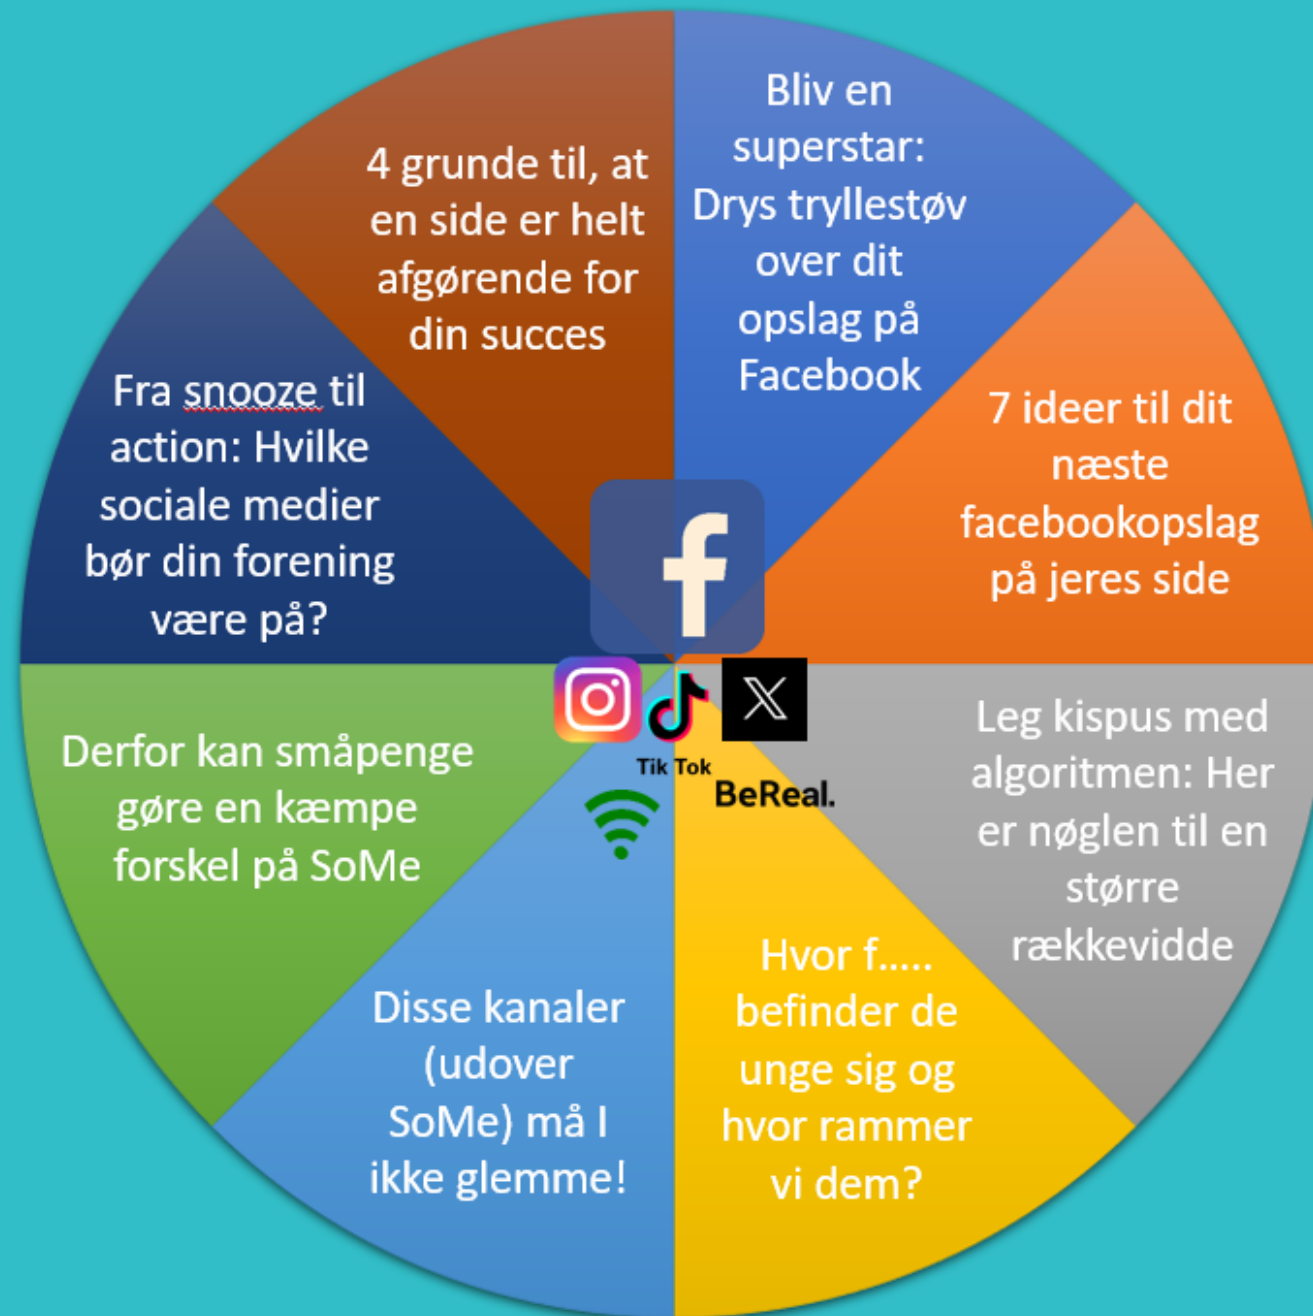 Bliv en
superstar:
Drys tryllestøv
over dit
opslag på
Facebook
7 ideer til dit
næste
facebookopslag
på jeres side
Leg kispus med
algoritmen: Her
er nøglen til en
større
rækkevidde
Hvor f.....
befinder de
unge sig og
hvor rammer
vi dem?
Disse kanaler
(udover
SoMe) må I
ikke glemme!
Derfor kan småpenge
gøre en kæmpe
forskel på SoMe
Fra snooze til
action: Hvilke
sociale medier
bør din forening
være på?
4 grunde til, at
en side er helt
afgørende for
din succes
f
X
Tik Tok
BeReal.